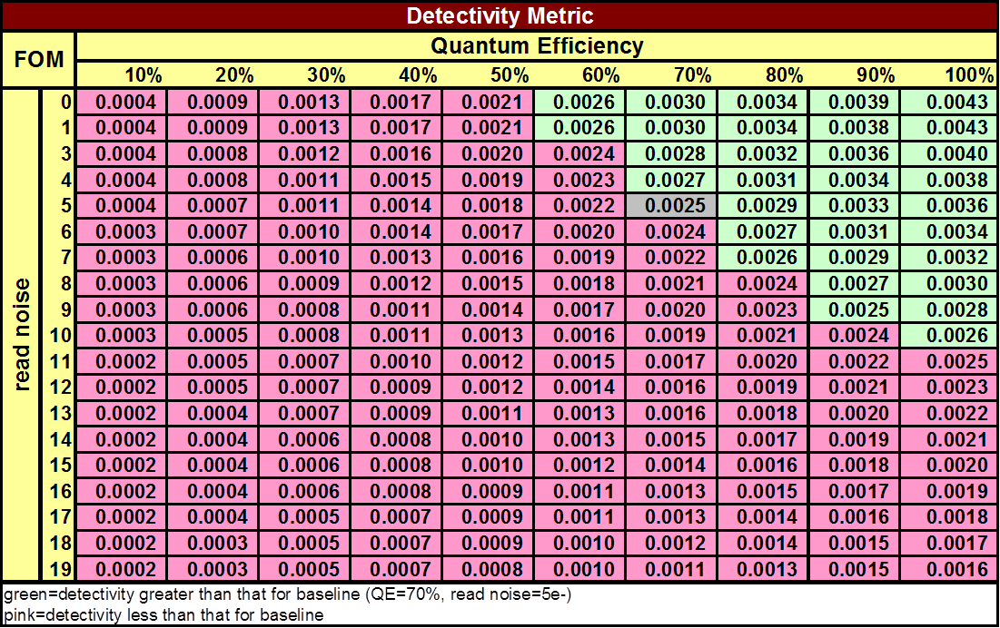 Detectivity Metric
FOM
Quantum Efficiency
10% 20% 30% 40% 50% 60% 70% 80% 90% 100%
read noise
0 0.0004 0.0009 0.0013 0.0017 0.0021 0.0026 0.0030 0.0034 0.0039 0.0043
1 0.0004 0.0009 0.0013 0.0017 0.0021 0.0026 0.0030 0.0034 0.0038 0.0043
3 0.0004 0.0008 0.0012 0.0016 0.0020 0.0024 0.0028 0.0032 0.0036 0.0040
4 0.0004 0.0008 0.0011 0.0015 0.0019 0.0023 0.0027 0.0031 0.0034 0.0038
5 0.0004 0.0007 0.0011 0.0014 0.0018 0.0022 0.0025 0.0029 0.0033 0.0036
6 0.0003 0.0007 0.0010 0.0014 0.0017 0.0020 0.0024 0.0027 0.0031 0.0034
7 0.0003 0.0006 0.0010 0.0013 0.0016 0.0019 0.0022 0.0026 0.0029 0.0032
8 0.0003 0.0006 0.0009 0.0012 0.0015 0.0018 0.0021 0.0024 0.0027 0.0030
9 0.0003 0.0006 0.0008 0.0011 0.0014 0.0017 0.0020 0.0023 0.0025 0.0028
10 0.0003 0.0005 0.0008 0.0011 0.0013 0.0016 0.0019 0.0021 0.0024 0.0026
11 0.0002 0.0005 0.0007 0.0010 0.0012 0.0015 0.0017 0.0020 0.0022 0.0025
12 0.0002 0.0005 0.0007 0.0009 0.0012 0.0014 0.0016 0.0019 0.0021 0.0023
13 0.0002 0.0004 0.0007 0.0009 0.0011 0.0013 0.0016 0.0018 0.0020 0.0022
14 0.0002 0.0004 0.0006 0.0008 0.0010 0.0013 0.0015 0.0017 0.0019 0.0021
15 0.0002 0.0004 0.0006 0.0008 0.0010 0.0012 0.0014 0.0016 0.0018 0.0020
16 0.0002 0.0004 0.0006 0.0008 0.0009 0.0011 0.0013 0.0015 0.0017 0.0019
17 0.0002 0.0004 0.0005 0.0007 0.0009 0.0011 0.0013 0.0014 0.0016 0.0018
18 0.0002 0.0003 0.0005 0.0007 0.0009 0.0010 0.0012 0.0014 0.0015 0.0017
19 0.0002 0.0003 0.0005 0.0007 0.0008 0.0010 0.0011 0.0013 0.0015 0.0016
green=detectivity greater than that for baseline (QE=70%, read noise=5e-)
pink=detectivity less than that for baseline